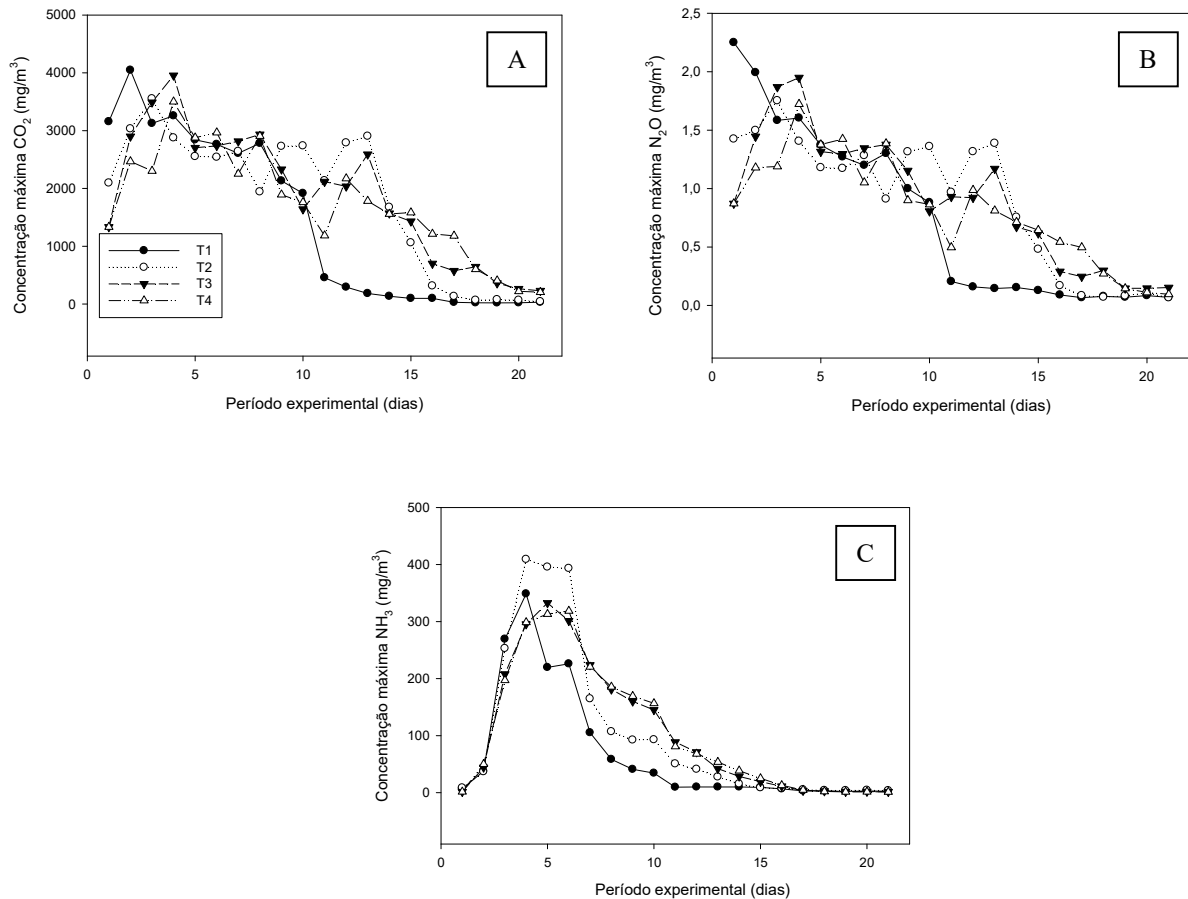 Concentração máxima CO₂ (mg/m³)
5000
4000
3000
2000
1000
0
A
T1
T2
T3
T4
0
5
10
15
20
Período experimental (dias)
Concentração máxima N₂O (mg/m³)
2,5
2,0
1,5
1,0
0,5
0,0
B
0
5
10
15
20
Período experimental (dias)
Concentração máxima NH₃ (mg/m³)
500
400
300
200
100
0
C
0
5
10
15
20
Período experimental (dias)